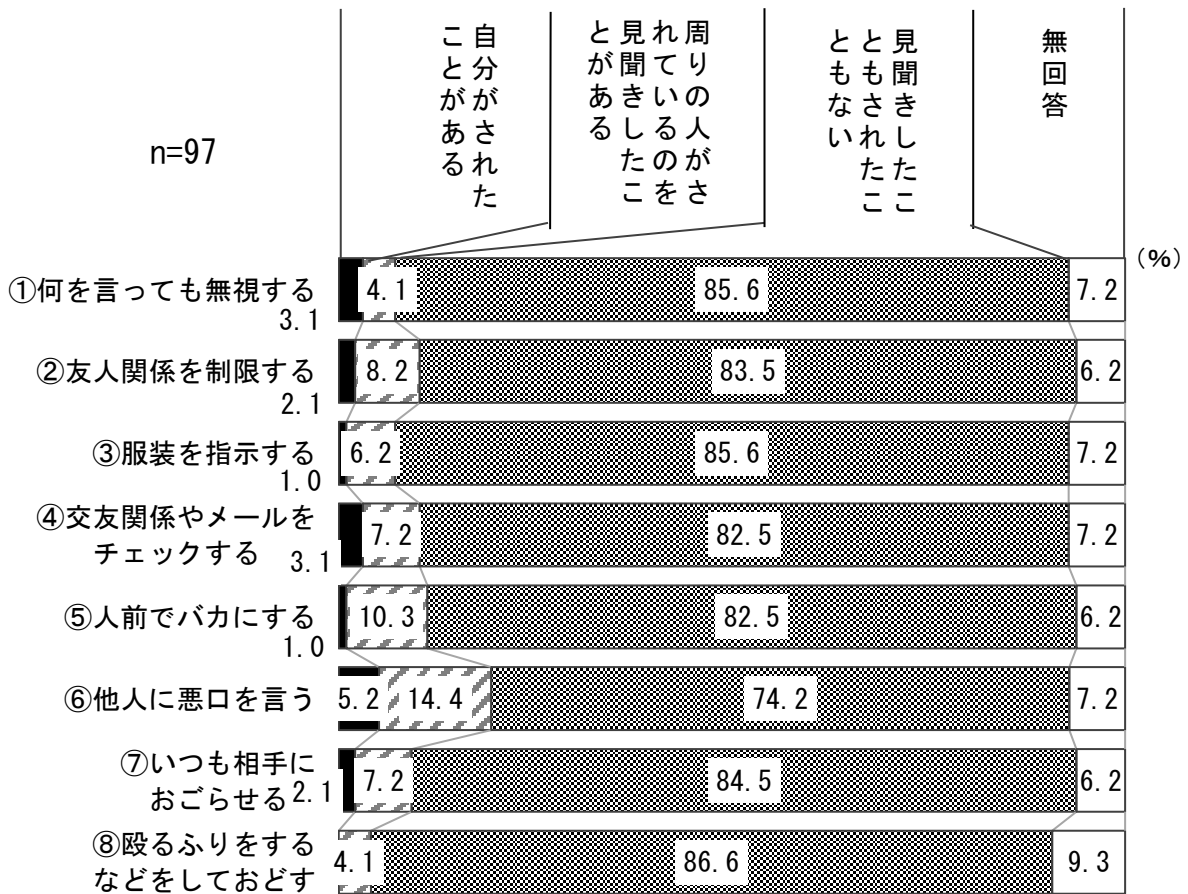 自分がされた
ことがある
周りの人がさ
れているのを
見聞きしたこ
とがある
見聞きしたこ
ともされたこ
ともない
無回答
n=97
(%)
①何を言っても無視する
3.1
4.1
85.6
7.2
②友人関係を制限する
2.1
8.2
83.5
6.2
③服装を指示する
1.0
6.2
85.6
7.2
④交友関係やメールを
チェックする
3.1
7.2
82.5
7.2
⑤人前でバカにする
1.0
10.3
82.5
6.2
⑥他人に悪口を言う
5.2
14.4
74.2
7.2
⑦いつも相手に
おごらせる
2.1
7.2
84.5
6.2
⑧殴るふりをする
などをしておどす
4.1
86.6
9.3